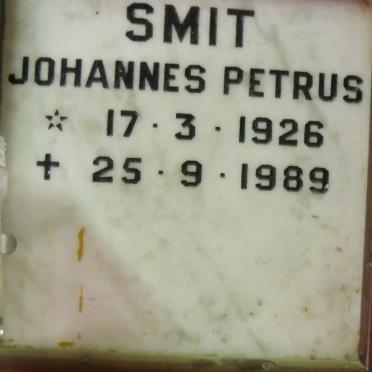 SMIT
JOHANNES PETRUS
☆ 17 · 3 · 1926
✝ 25 · 9 · 1989